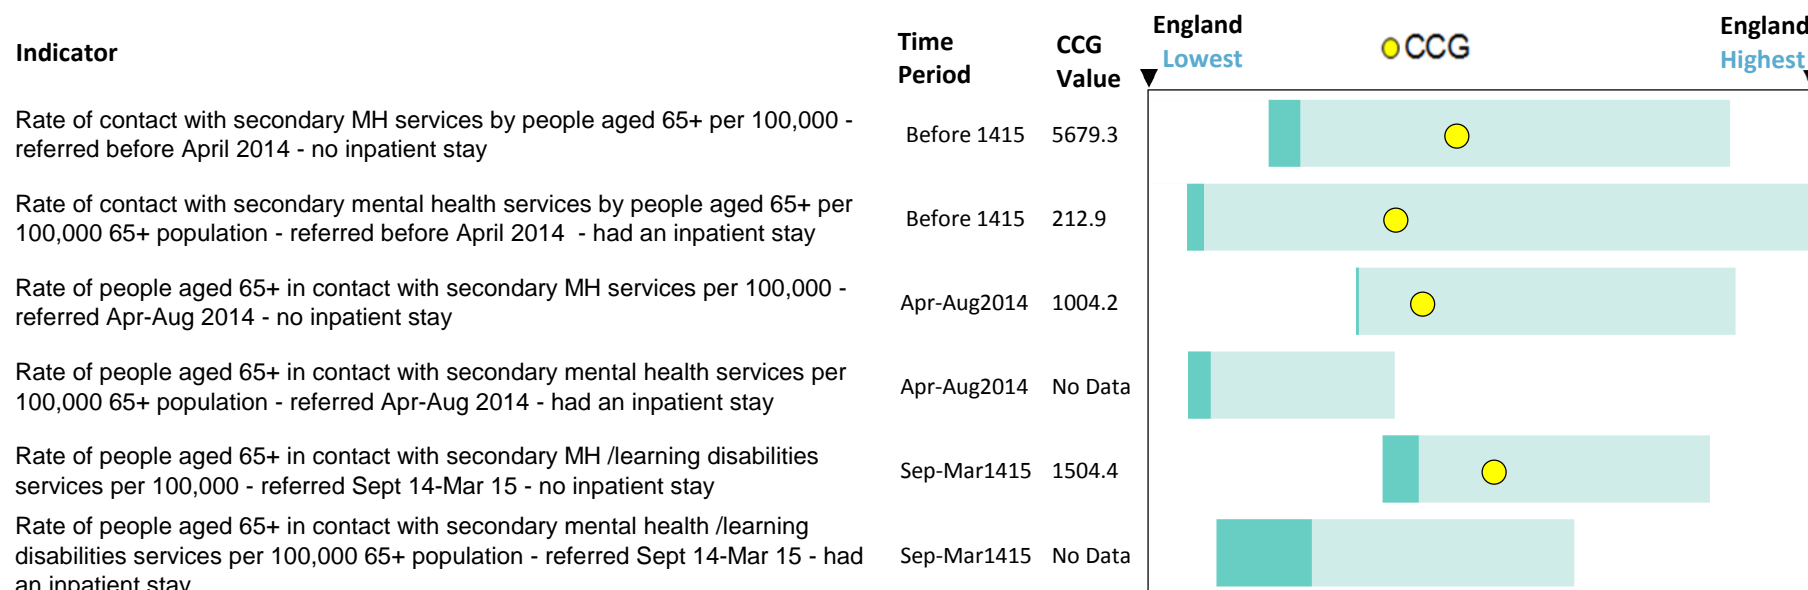 Indicator
Time Period
CCG Value
England Lowest
CCG
England Highest
Rate of contact with secondary MH services by people aged 65+ per 100,000 -
referred before April 2014 - no inpatient stay
Before 1415 5679.3
Rate of contact with secondary mental health services by people aged 65+ per
100,000 65+ population - referred before April 2014  - had an inpatient stay
Before 1415 212.9
Rate of people aged 65+ in contact with secondary MH services per 100,000 -
referred Apr-Aug 2014 - no inpatient stay
Apr-Aug2014 1004.2
Rate of people aged 65+ in contact with secondary mental health services per
100,000 65+ population - referred Apr-Aug 2014 - had an inpatient stay
Apr-Aug2014 No Data
Rate of people aged 65+ in contact with secondary MH /learning disabilities
services per 100,000 - referred Sept 14-Mar 15 - no inpatient stay
Sep-Mar1415 1504.4
Rate of people aged 65+ in contact with secondary mental health /learning
disabilities services per 100,000 65+ population - referred Sept 14-Mar 15 - had
an inpatient stay
Sep-Mar1415 No Data